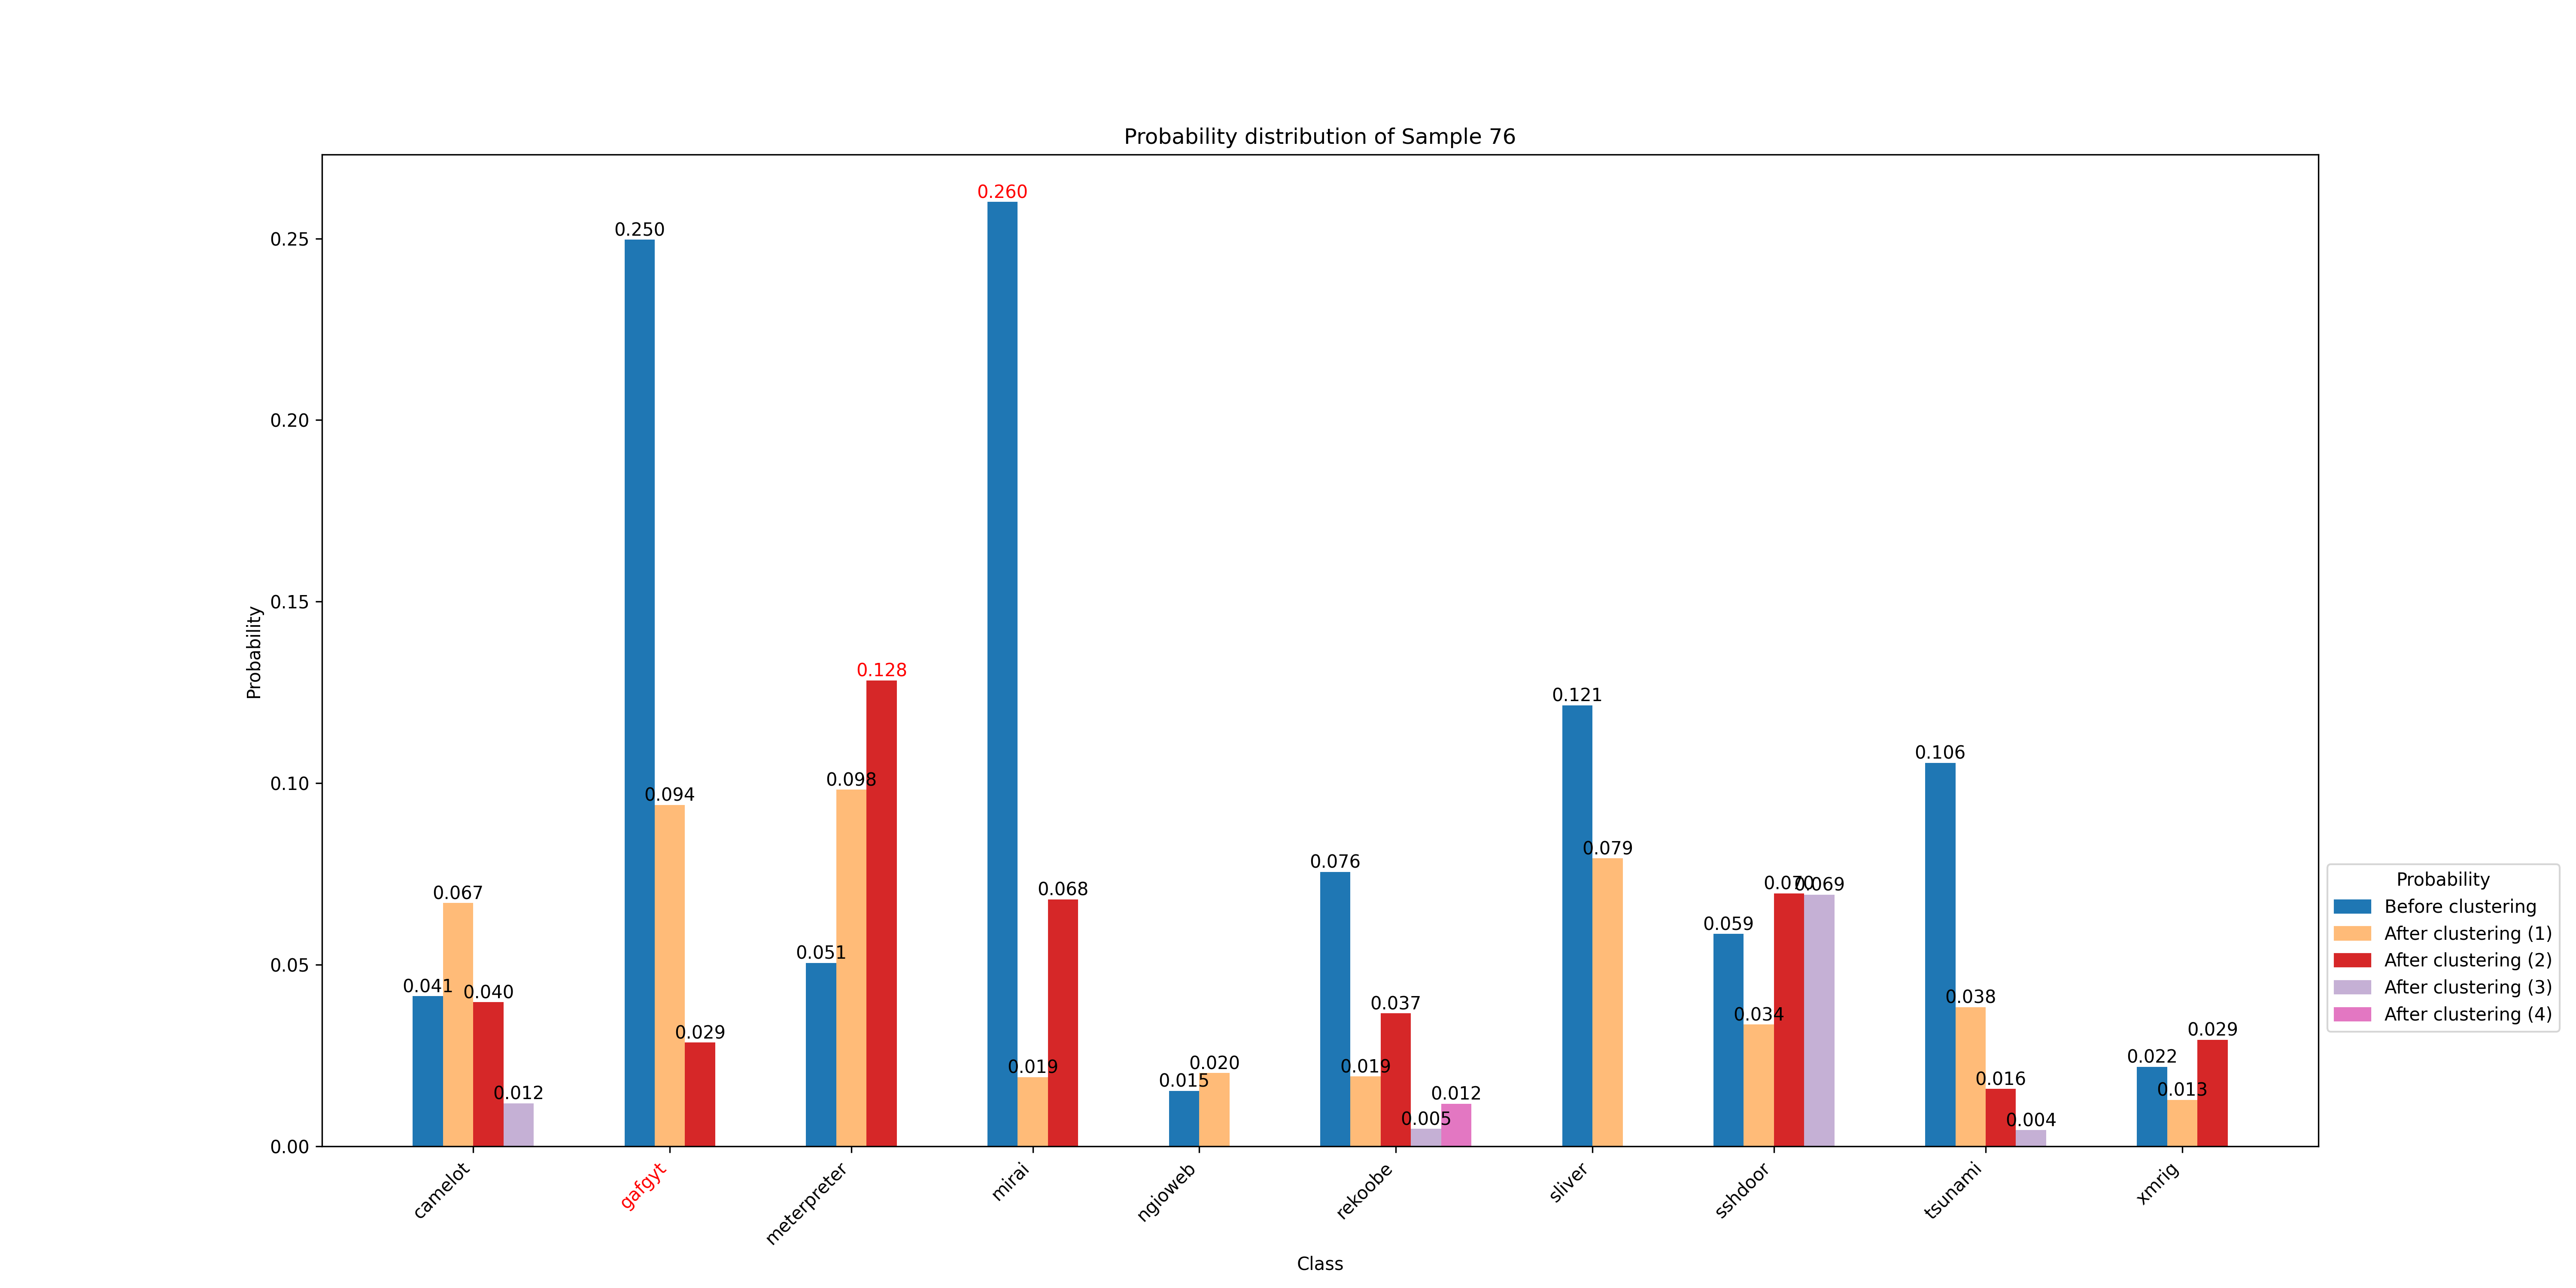 Probability distribution of Sample 76
Probability
0.25
0.20
0.15
0.10
0.05
0.00
0.041
0.067
0.040
0.012
0.250
0.094
0.029
0.051
0.098
0.128
0.260
0.019
0.068
0.015
0.020
0.076
0.019
0.037
0.005
0.012
0.121
0.079
0.059
0.034
0.070
0.069
0.106
0.038
0.016
0.004
0.022
0.013
0.029
camelot
gafgyt
meterpreter
mirai
ngioweb
rekoobe
sliver
sshdoor
tsunami
xmrig
Class
Probability
Before clustering
After clustering (1)
After clustering (2)
After clustering (3)
After clustering (4)